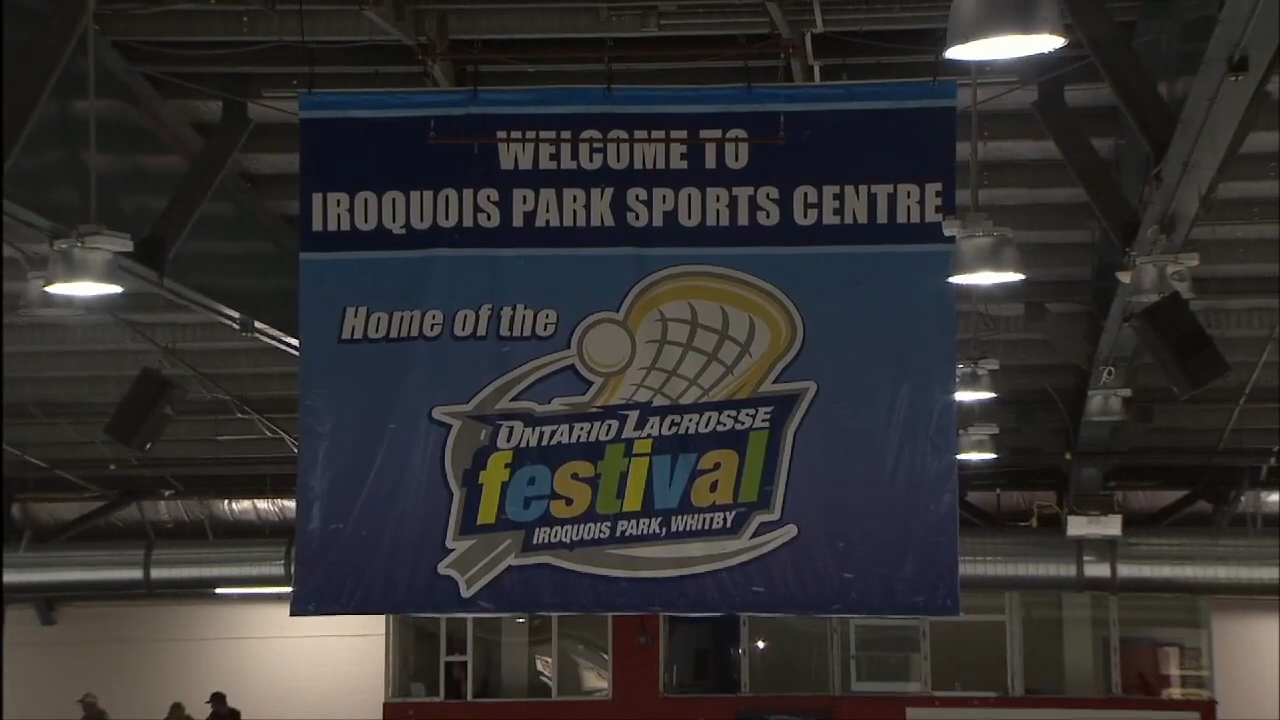 WELCOME TO
IROQUOIS PARK SPORTS CENTRE
Home of the
ONTARIO LACROSSE
festival
IROQUOIS PARK, WHITBY